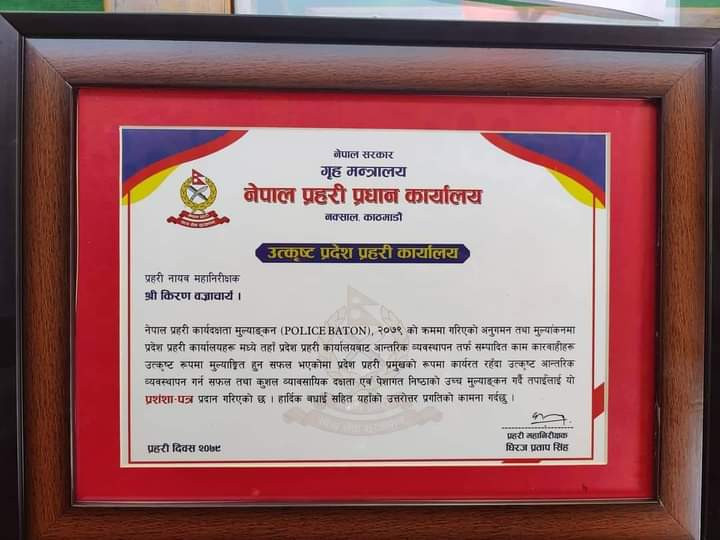 नेपाल सरकार
गृह मन्त्रालय
नेपाल प्रहरी प्रधान कार्यालय
नक्साल, काठमाडौं
उत्कृष्ट प्रदेश प्रहरी कार्यालय
प्रहरी नायब महानिरीक्षक
श्री किरण बज्राचार्य ।
नेपाल प्रहरी कार्यदक्षता मुल्याङ्कन (POLICE BATON), २०७९ को क्रममा गरिएको अनुगमन तथा मुल्यांकनमा
प्रदेश प्रहरी कार्यालयहरू मध्ये तहाँ प्रदेश प्रहरी कार्यालयबाट आन्तरिक व्यवस्थापन तर्फ सम्पादित काम कारवाहीहरू
उत्कृष्ट रूपमा मुल्याङ्कित हुन सफल भएकोमा प्रदेश प्रहरी प्रमुखको रूपमा कार्यरत रहँदा उत्कृष्ट आन्तरिक
व्यवस्थापन गर्न सफल तथा कुशल व्यावसायिक दक्षता एवं पेशागत निष्ठाको उच्च मुल्याङ्कन गर्दै तपाईलाई यो
प्रशंशा-पत्र प्रदान गरिएको छ । हार्दिक बधाई सहित यहाँको उत्तरोत्तर प्रगतिको कामना गर्दछु ।
प्रहरी महानिरीक्षक
धिरज प्रताप सिंह
प्रहरी दिवस २०७९